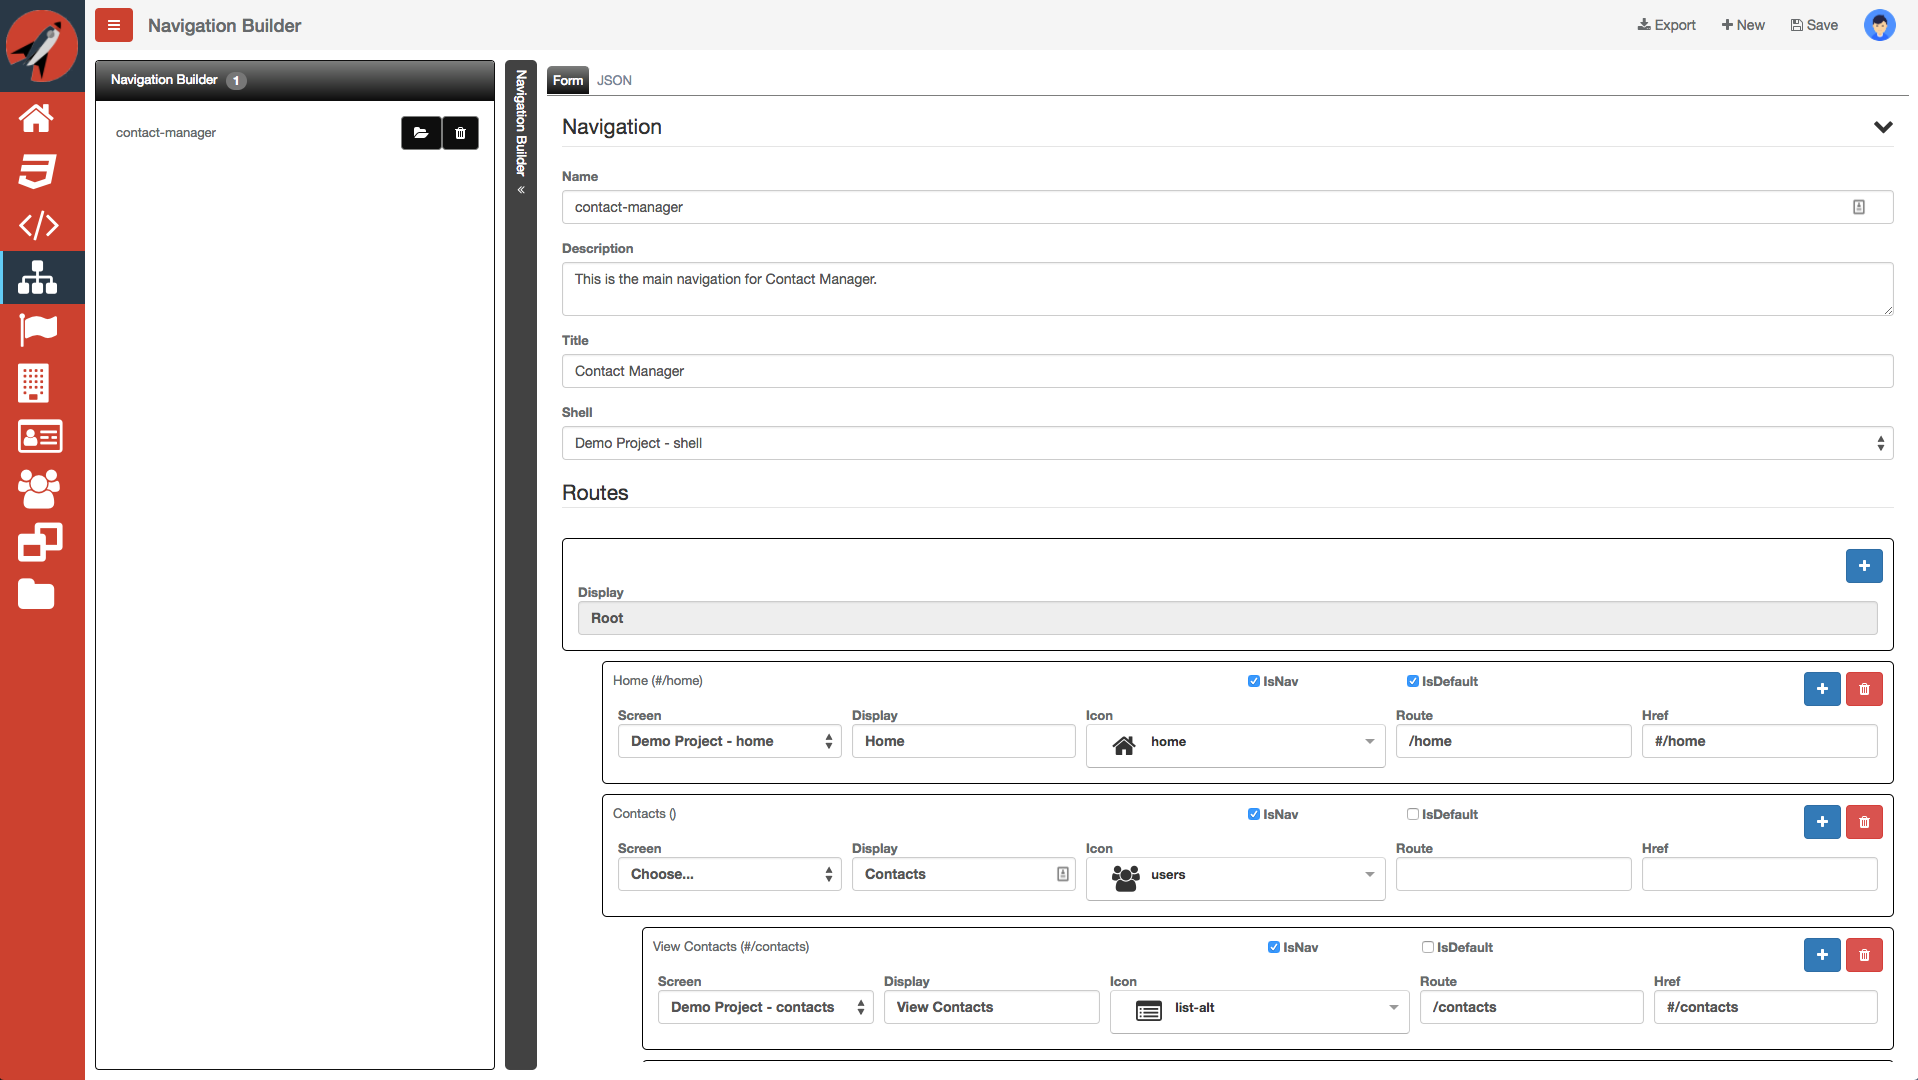 Navigation Builder
Export
New
Save
Navigation Builder 1
contact-manager
Navigation Builder «
Form
JSON
Navigation
Name
contact-manager
Description
This is the main navigation for Contact Manager.
Title
Contact Manager
Shell
Demo Project - shell
Routes
Display
Root
Home (#/home)
IsNav
IsDefault
Screen Display Icon Route Href
Demo Project - home Home home /home #/home
Contacts ()
IsNav
IsDefault
Screen Display Icon Route Href
Choose... Contacts users
View Contacts (#/contacts)
IsNav
IsDefault
Screen Display Icon Route Href
Demo Project - contacts View Contacts list-alt /contacts #/contacts